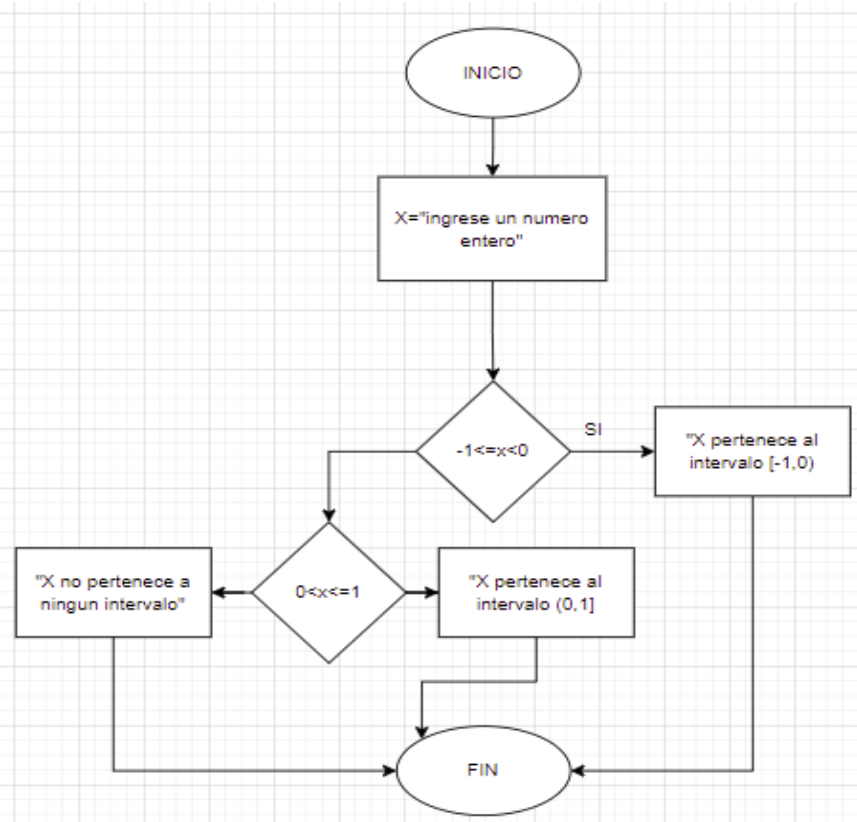 INICIO
X="ingrese un numero
entero"
-1<=x<0
SI
"X pertenece al
intervalo [-1,0)
"X no pertenece a
ningun intervalo"
0<x<=1
"X pertenece al
intervalo (0,1]
FIN